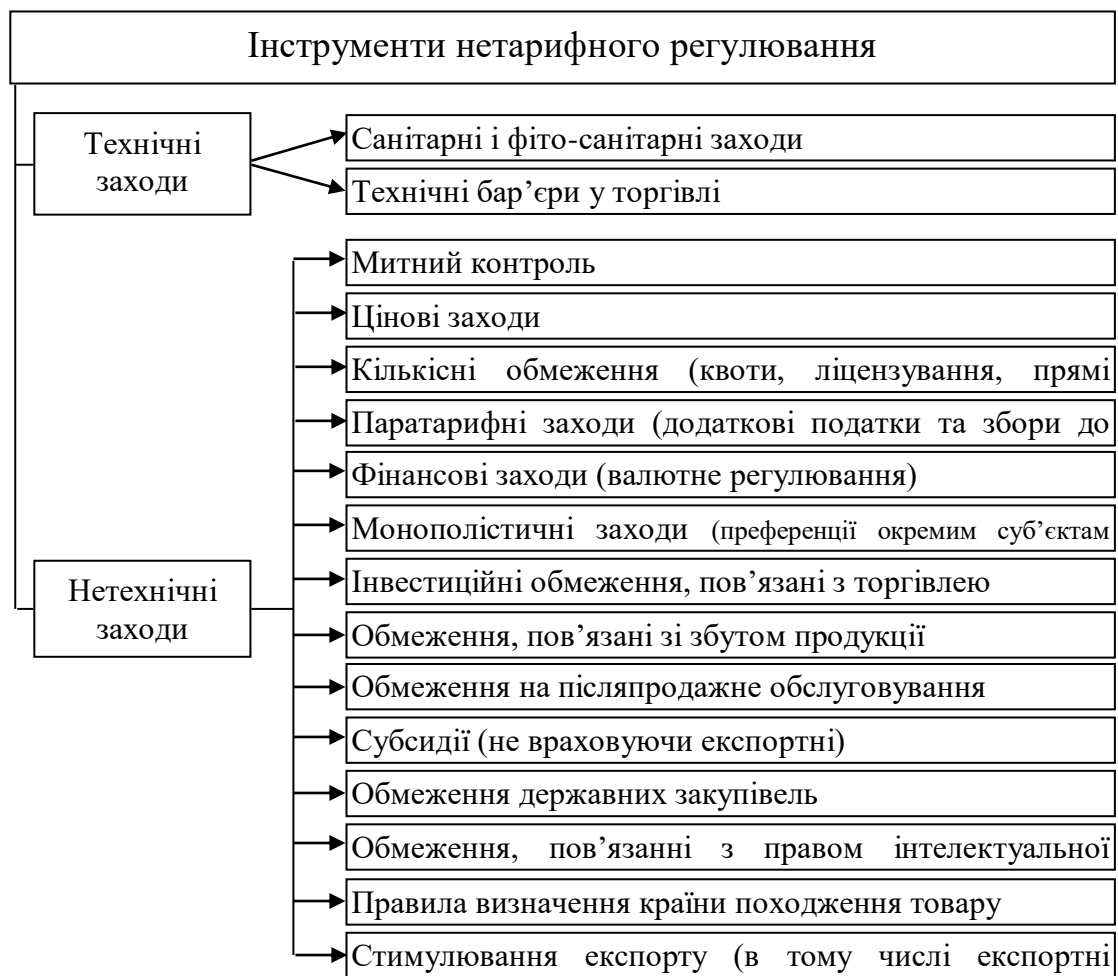 Інструменти нетарифного регулювання
Технічні
заходи
Санітарні і фіто-санітарні заходи
Технічні бар’єри у торгівлі
Митний контроль
Цінові заходи
Кількісні обмеження (квоти, ліцензування, прямі
Паратарифні заходи (додаткові податки та збори до
Фінансові заходи (валютне регулювання)
Монополістичні заходи (преференції окремим суб’єктам
Нетехнічні
заходи
Інвестиційні обмеження, пов’язані з торгівлею
Обмеження, пов’язані зі збутом продукції
Обмеження на післяпродажне обслуговування
Субсидії (не враховуючи експортні)
Обмеження державних закупівель
Обмеження, пов’язанні з правом інтелектуальної
Правила визначення країни походження товару
Стимулювання експорту (в тому числі експортні